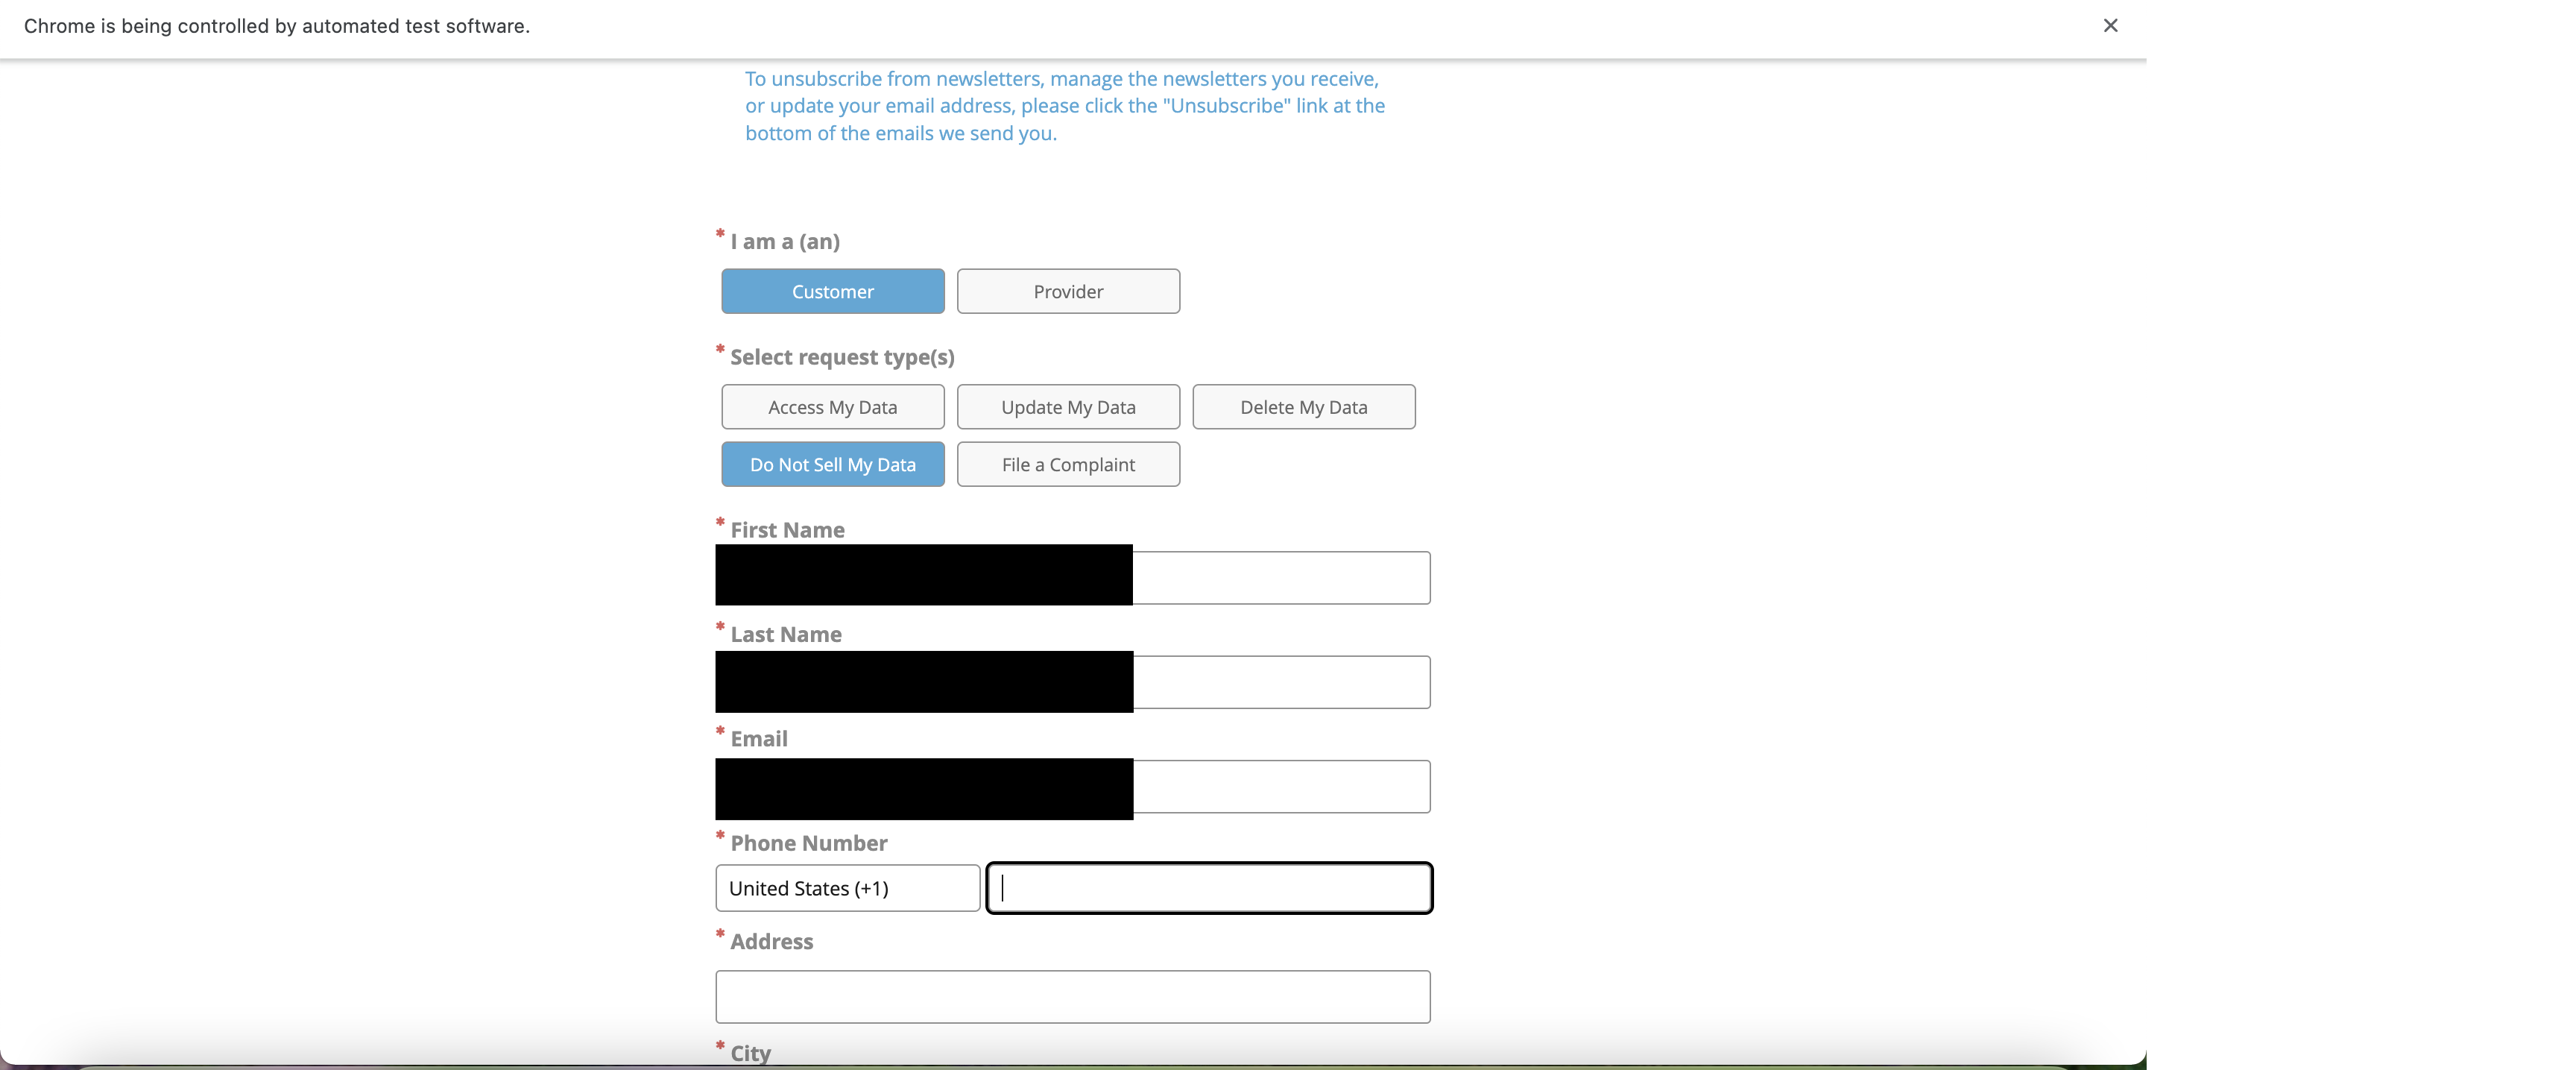 Chrome is being controlled by automated test software.
To unsubscribe from newsletters, manage the newsletters you receive,
or update your email address, please click the "Unsubscribe" link at the
bottom of the emails we send you.
* I am a (an)
Customer Provider
* Select request type(s)
Access My Data Update My Data Delete My Data
Do Not Sell My Data File a Complaint
* First Name
* Last Name
* Email
* Phone Number
United States (+1)
* Address
* City